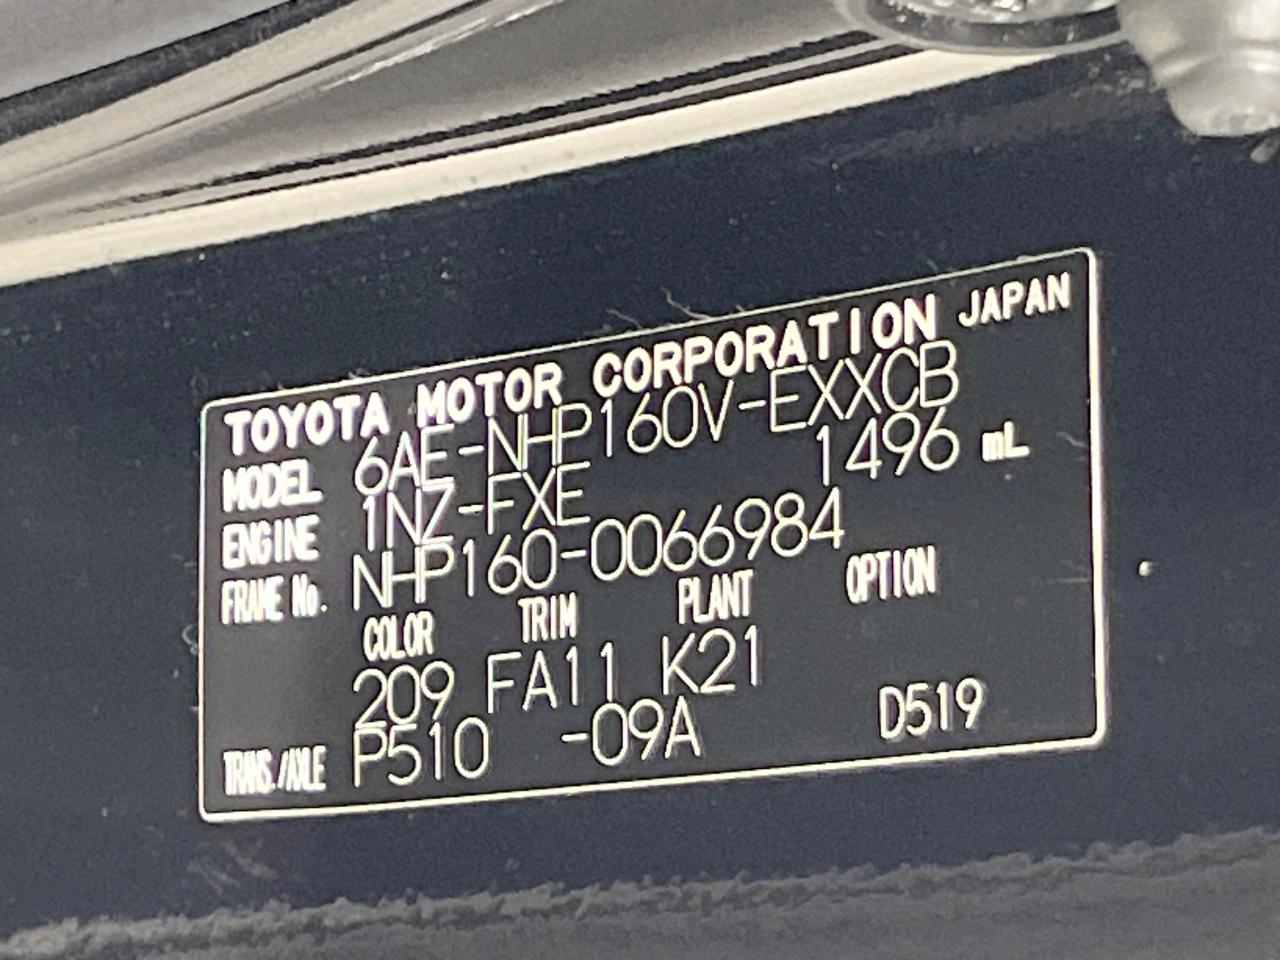 TOYOTA MOTOR CORPORATION JAPAN
MODEL 6AE-NHP160V-EXXCB
ENGINE 1NZ-FXE 1496 mL
FRAME No. NHP160-0066984
COLOR TRIM PLANT OPTION
209 FA11 K21
TRANS./AXLE P510 -09A D519